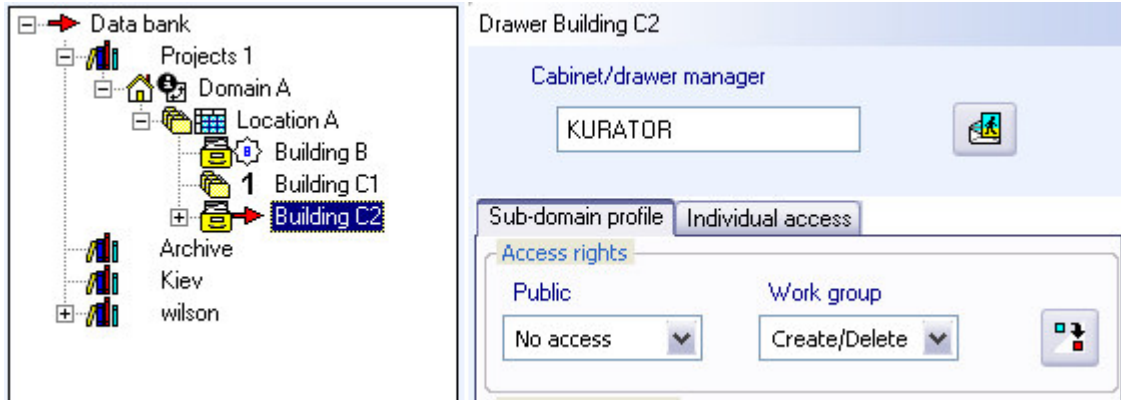 Data bank
Projects 1
Domain A
Location A
Building B
1 Building C1
Building C2
Archive
Kiev
wilson
Drawer Building C2
Cabinet/drawer manager
KURATOR
Sub-domain profile Individual access
Access rights
Public Work group
No access Create/Delete